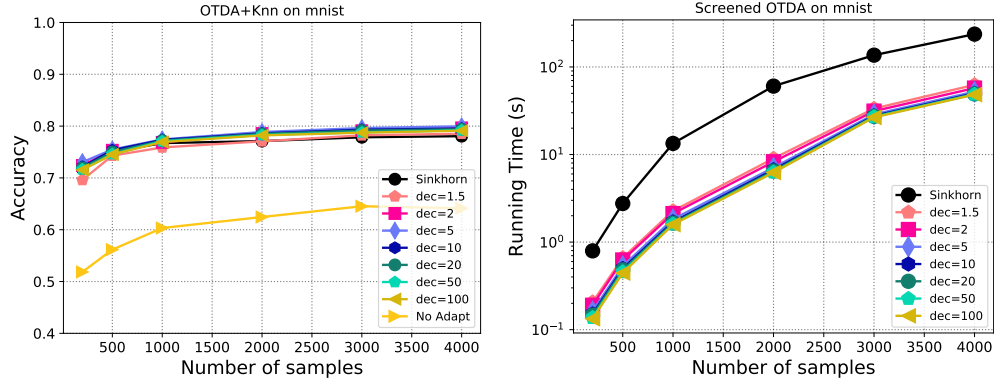 OTDA+Knn on mnist
1.0
0.9
0.8
0.7
0.6
0.5
0.4
Accuracy
500 1000 1500 2000 2500 3000 3500 4000
Number of samples
Sinkhorn
dec=1.5
dec=2
dec=5
dec=10
dec=20
dec=50
dec=100
No Adapt
Screened OTDA on mnist
10²
10¹
10⁰
10⁻¹
Running Time (s)
500 1000 1500 2000 2500 3000 3500 4000
Number of samples
Sinkhorn
dec=1.5
dec=2
dec=5
dec=10
dec=20
dec=50
dec=100